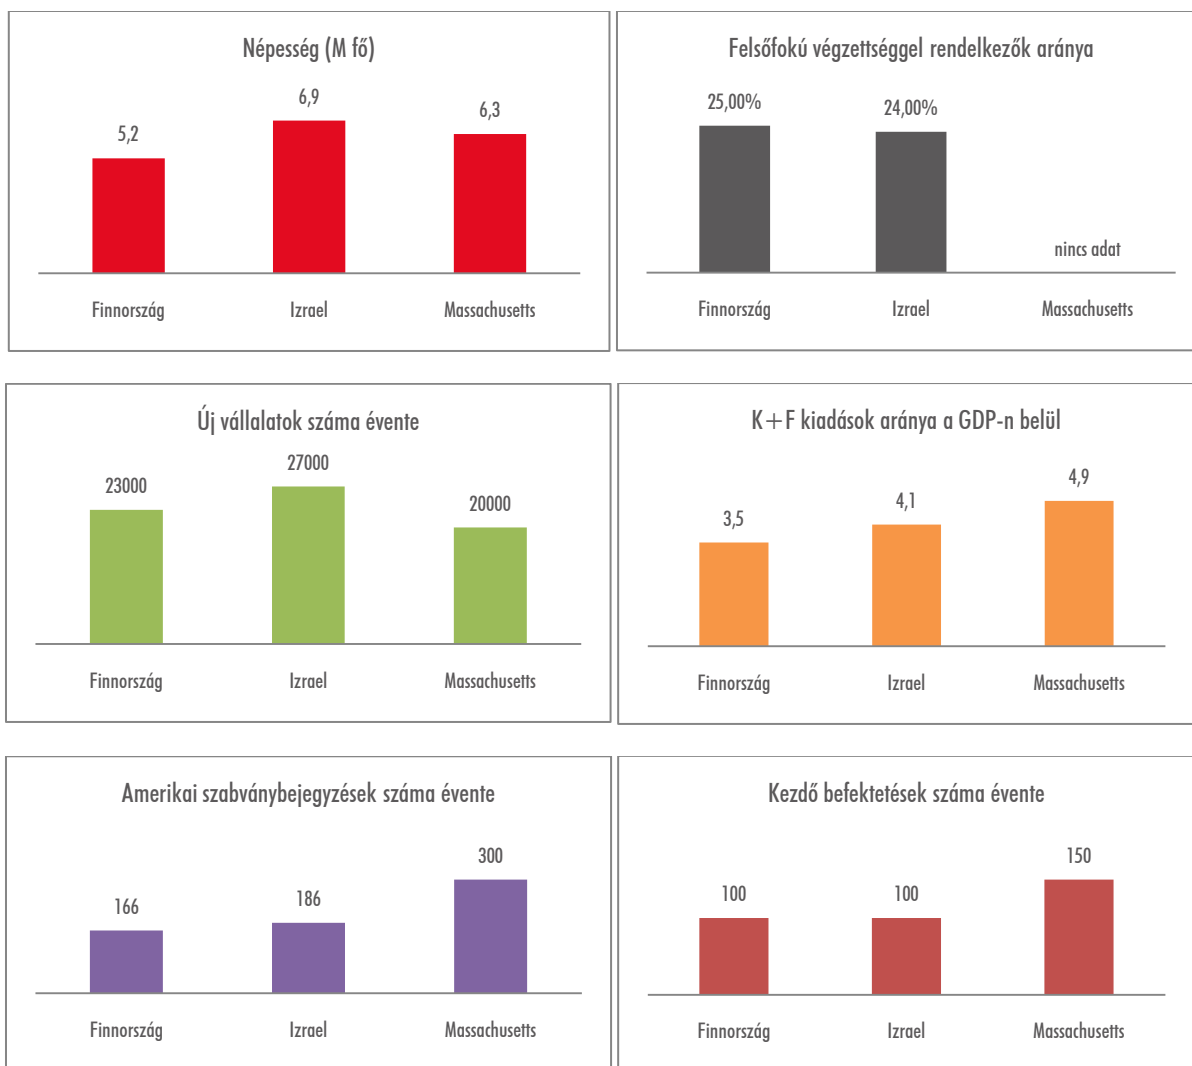 Népesség (M fő)
5,2
6,9
6,3
Finnország
Izrael
Massachusetts
Felsőfokú végzettséggel rendelkezők aránya
25,00%
24,00%
nincs adat
Finnország
Izrael
Massachusetts
Új vállalatok száma évente
23000
27000
20000
Finnország
Izrael
Massachusetts
K+F kiadások aránya a GDP-n belül
3,5
4,1
4,9
Finnország
Izrael
Massachusetts
Amerikai szabványbejegyzések száma évente
166
186
300
Finnország
Izrael
Massachusetts
Kezdő befektetések száma évente
100
100
150
Finnország
Izrael
Massachusetts